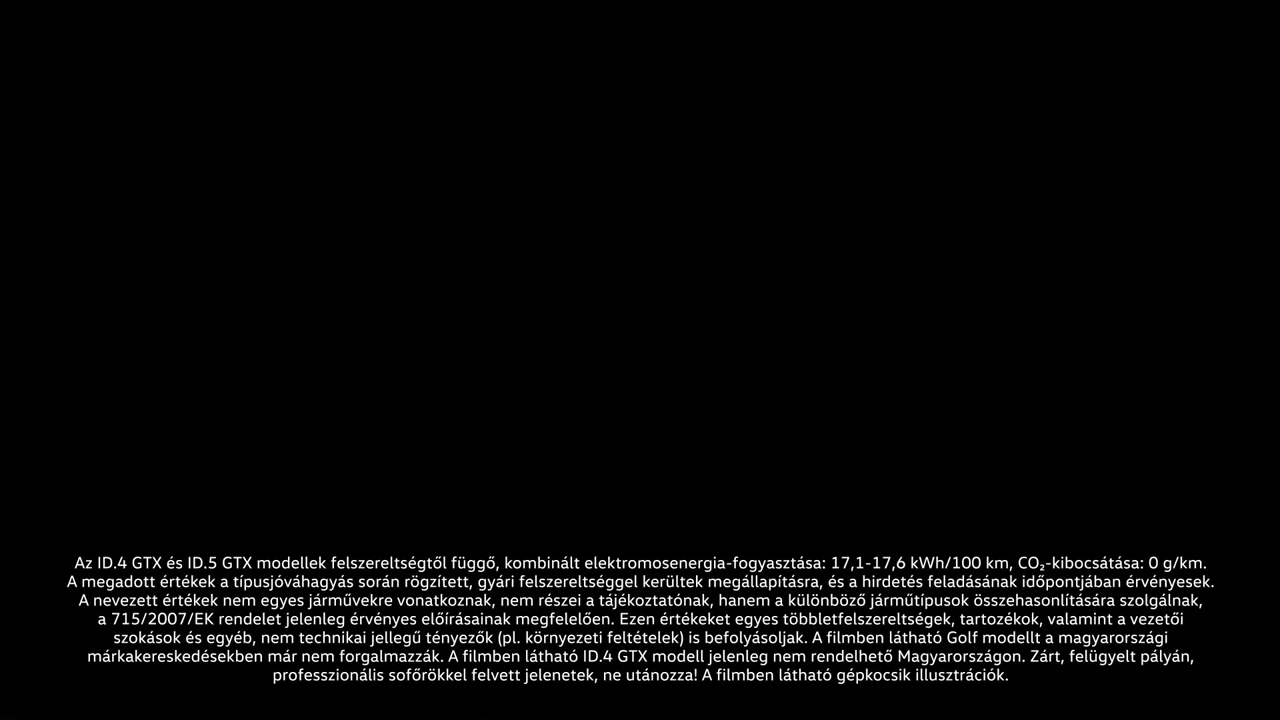 Az ID.4 GTX és ID.5 GTX modellek felszereltségtől függő, kombinált elektromosenergia-fogyasztása: 17,1-17,6 kWh/100 km, CO₂-kibocsátása: 0 g/km.
A megadott értékek a típusjóváhagyás során rögzített, gyári felszereltséggel kerültek megállapításra, és a hirdetés feladásának időpontjában érvényesek.
A nevezett értékek nem egyes járművekre vonatkoznak, nem részei a tájékoztatónak, hanem a különböző járműtípusok összehasonlítására szolgálnak,
a 715/2007/EK rendelet jelenleg érvényes előírásainak megfelelően. Ezen értékeket egyes többletfelszereltségek, tartozékok, valamint a vezetői
szokások és egyéb, nem technikai jellegű tényezők (pl. környezeti feltételek) is befolyásoljak. A filmben látható Golf modellt a magyarországi
márkakereskedésekben már nem forgalmazzák. A filmben látható ID.4 GTX modell jelenleg nem rendelhető Magyarországon. Zárt, felügyelt pályán,
professzionális sofőrökkel felvett jelenetek, ne utánozza! A filmben látható gépkocsik illusztrációk.